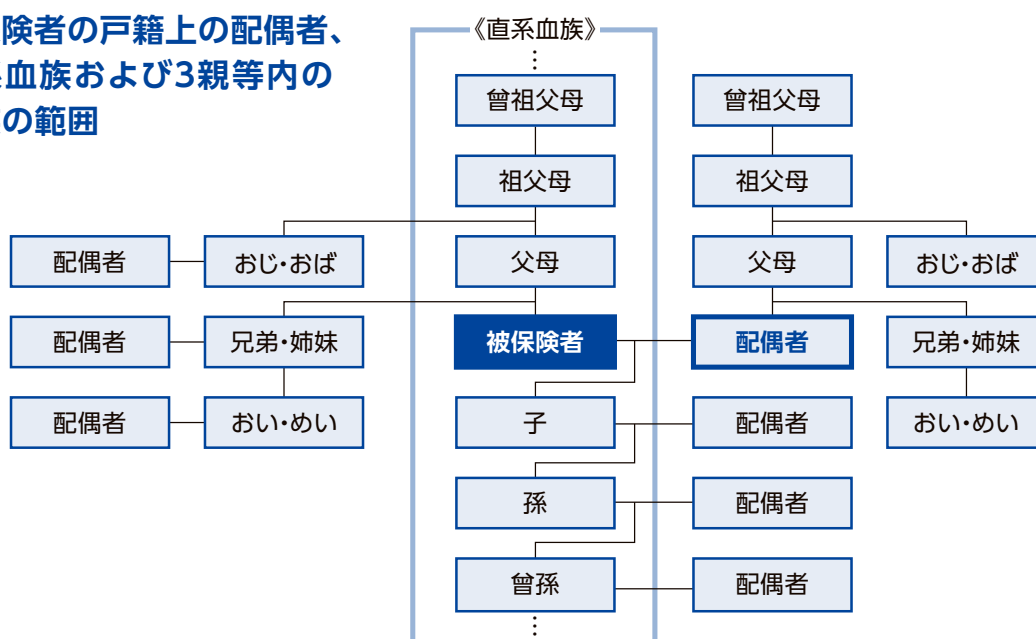 険者の戸籍上の配偶者、
血族および3親等内の
の範囲
《直系血族》
⋮
曾祖父母
曾祖父母
祖父母
祖父母
配偶者
おじ・おば
父母
父母
おじ・おば
配偶者
兄弟・姉妹
被保険者
配偶者
兄弟・姉妹
配偶者
おい・めい
子
配偶者
おい・めい
孫
配偶者
曾孫
配偶者
⋮